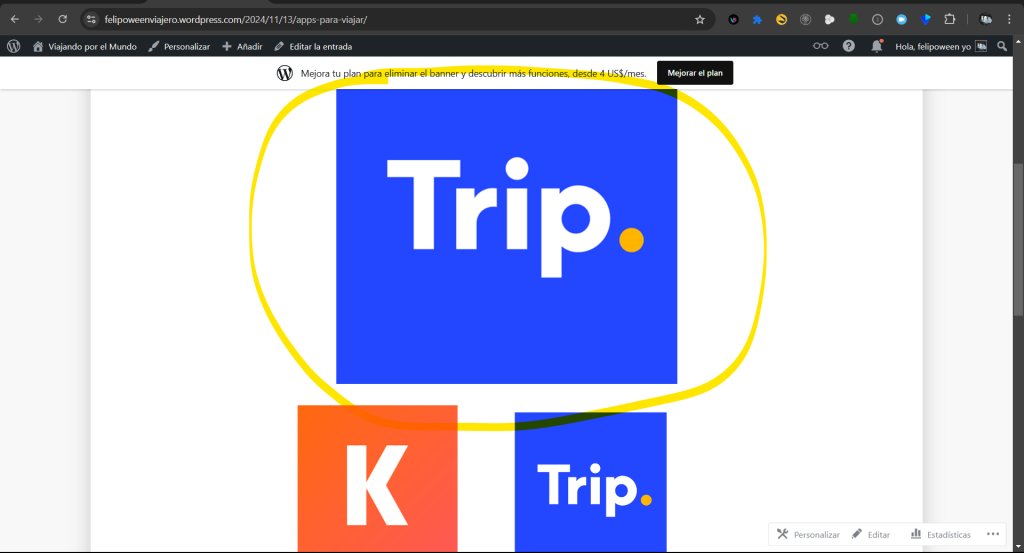 felipoweenviajero.wordpress.com/2024/11/13/apps-para-viajar/
Viajando por el Mundo
Personalizar
Añadir
Editar la entrada
Hola, felipoween yo
Mejora tu plan para eliminar el banner y descubrir más funciones, desde 4 US$/mes.
Mejorar el plan
Trip.
K
Trip.
Personalizar
Editar
Estadísticas